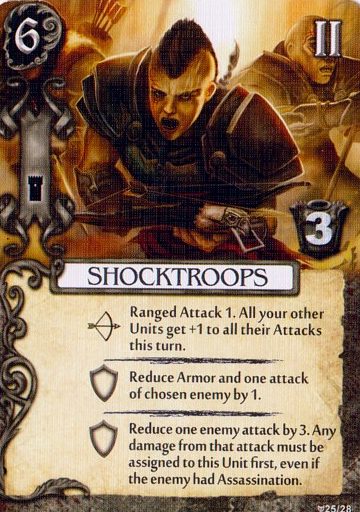 6
II
3
SHOCKTROOPS
Ranged Attack 1. All your other
Units get +1 to all their Attacks
this turn.
Reduce Armor and one attack
of chosen enemy by 1.
Reduce one enemy attack by 3. Any
damage from that attack must be
assigned to this Unit first, even if
the enemy had Assassination.
25/28